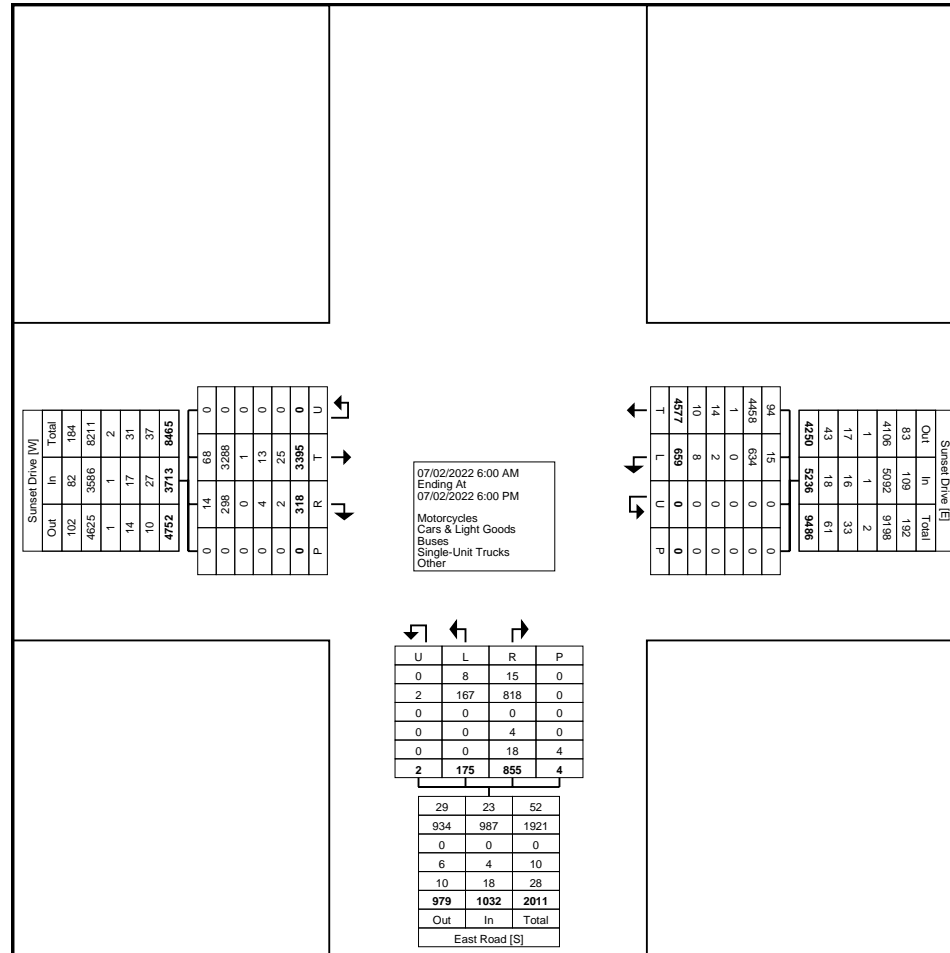 U T R P
0 3395 318 0
0 25 2 0
0 13 4 0
0 1 0 0
0 3288 298 0
0 68 14 0
8465 3713 4752
37 27 10
31 17 14
2 1 1
8211 3586 4625
184 82 102
Total In Out
Sunset Drive [W]
07/02/2022 6:00 AM
Ending At
07/02/2022 6:00 PM
Motorcycles
Cars & Light Goods
Buses
Single-Unit Trucks
Other
Sunset Drive [E]
Out In Total
83 109 192
4106 5092 9198
1 1 2
17 16 33
43 18 61
4250 5236 9486
94 15 0 0
4458 634 0 0
1 0 0 0
14 2 0 0
10 8 0 0
4577 659 0 0
T L U P
U L R P
0 8 15 0
2 167 818 0
0 0 0 0
0 0 4 0
0 0 18 4
2 175 855 4
29 23 52
934 987 1921
0 0 0
6 4 10
10 18 28
979 1032 2011
Out In Total
East Road [S]